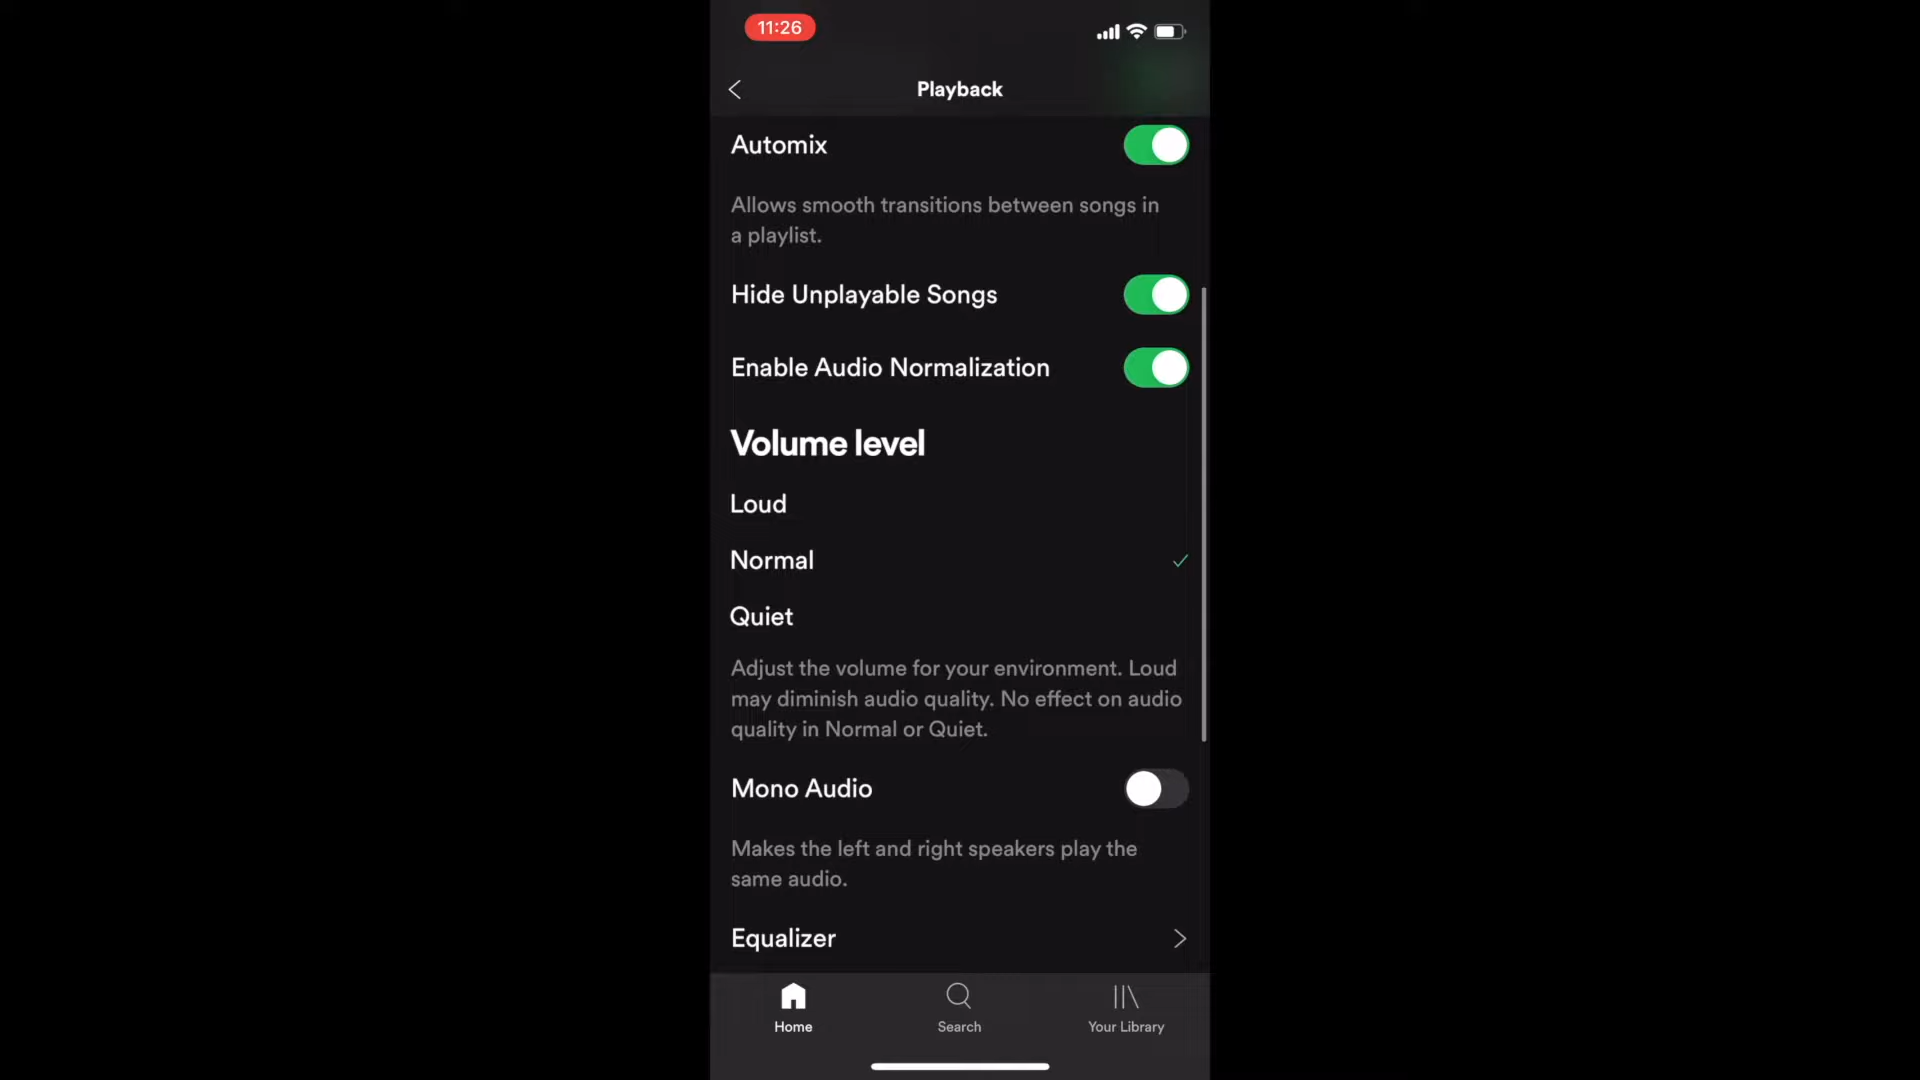 11:26
Playback
Automix
Allows smooth transitions between songs in
a playlist.
Hide Unplayable Songs
Enable Audio Normalization
Volume level
Loud
Normal
Quiet
Adjust the volume for your environment. Loud
may diminish audio quality. No effect on audio
quality in Normal or Quiet.
Mono Audio
Makes the left and right speakers play the
same audio.
Equalizer
Home
Search
Your Library